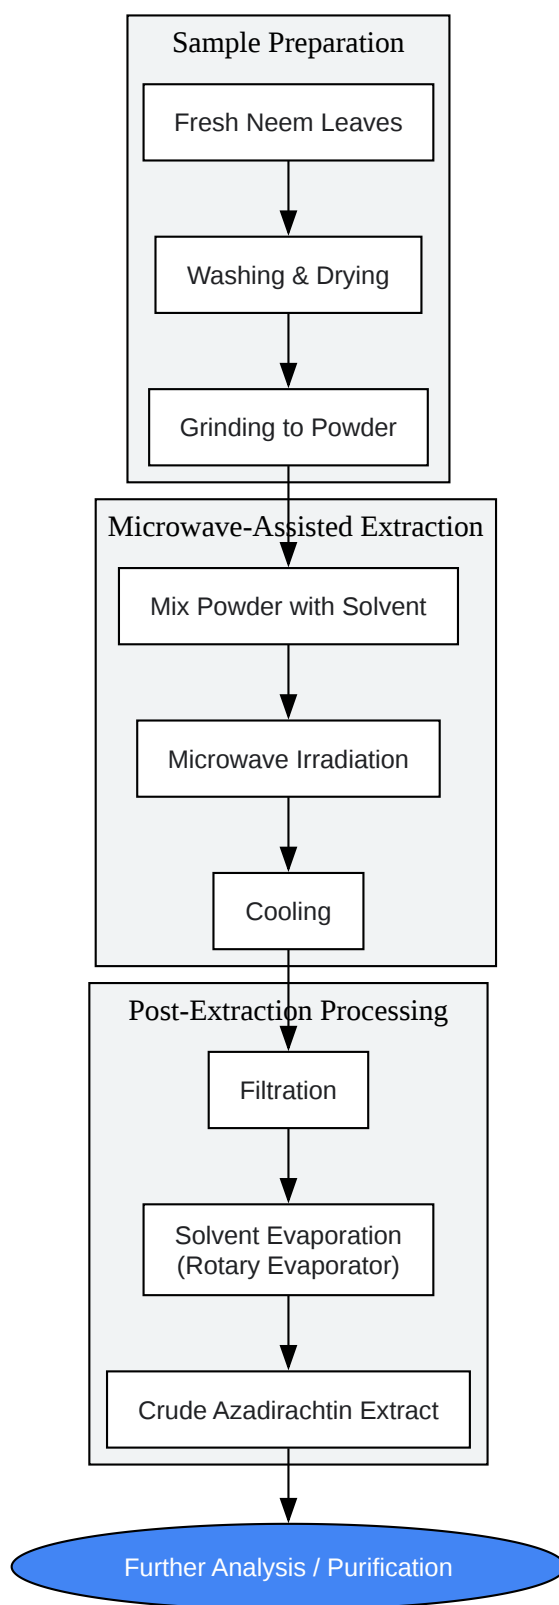 Sample Preparation
Fresh Neem Leaves
Washing & Drying
Grinding to Powder
Microwave-Assisted Extraction
Mix Powder with Solvent
Microwave Irradiation
Cooling
Post-Extraction Processing
Filtration
Solvent Evaporation
(Rotary Evaporator)
Crude Azadirachtin Extract
Further Analysis / Purification